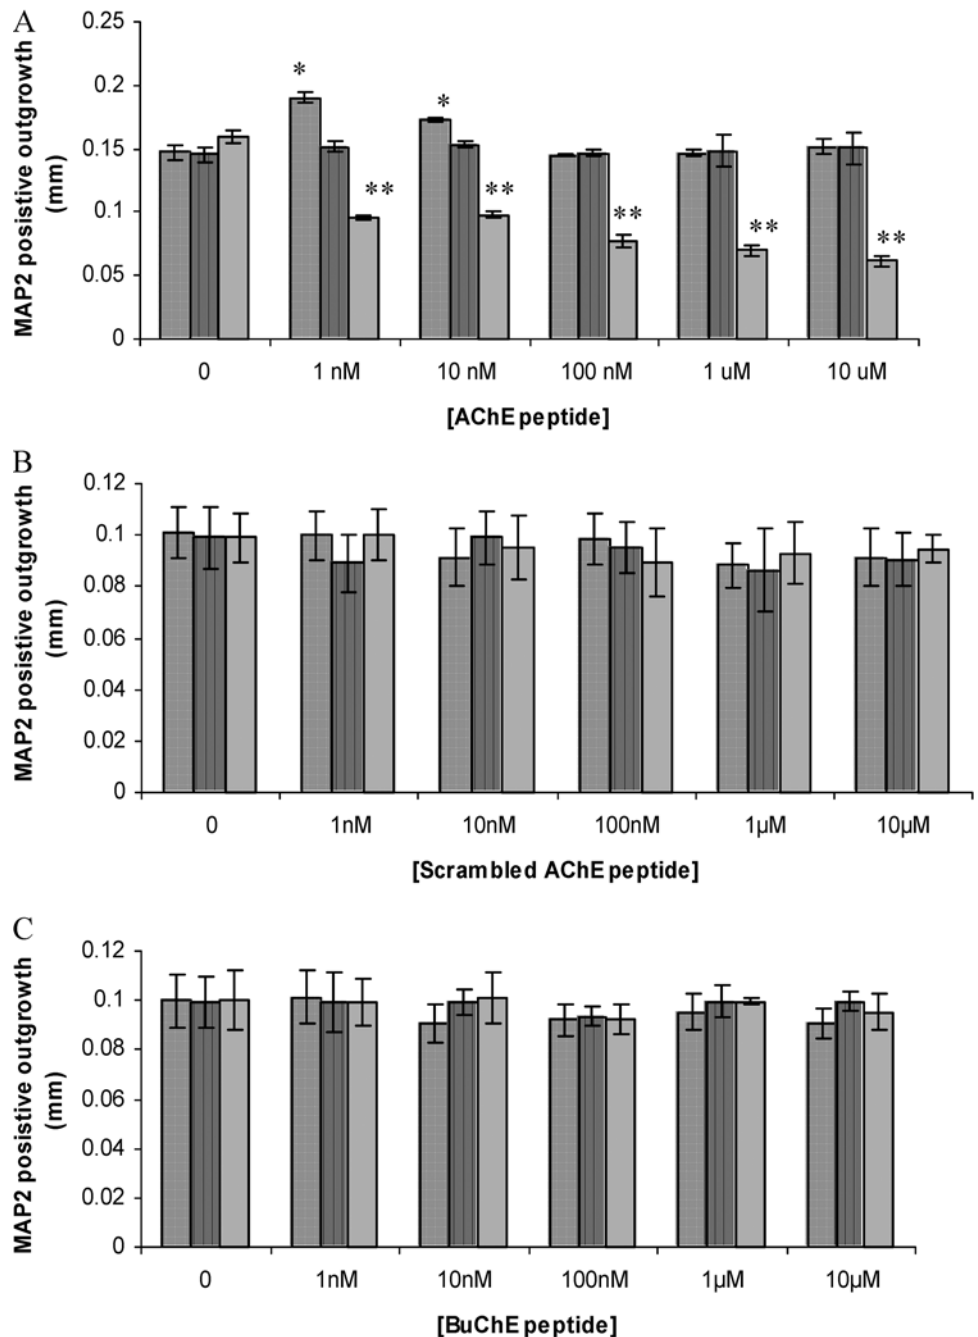 A
MAP2 posistive outgrowth
(mm)
0.25
0.2
0.15
0.1
0.05
0
*
**
*
**
**
**
**
0 1 nM 10 nM 100 nM 1 uM 10 uM
[AChE peptide]
B
MAP2 posistive outgrowth
(mm)
0.12
0.1
0.08
0.06
0.04
0.02
0
0 1nM 10nM 100nM 1µM 10µM
[Scrambled AChE peptide]
C
MAP2 posistive outgrowth
(mm)
0.12
0.1
0.08
0.06
0.04
0.02
0
0 1nM 10nM 100nM 1µM 10µM
[BuChE peptide]